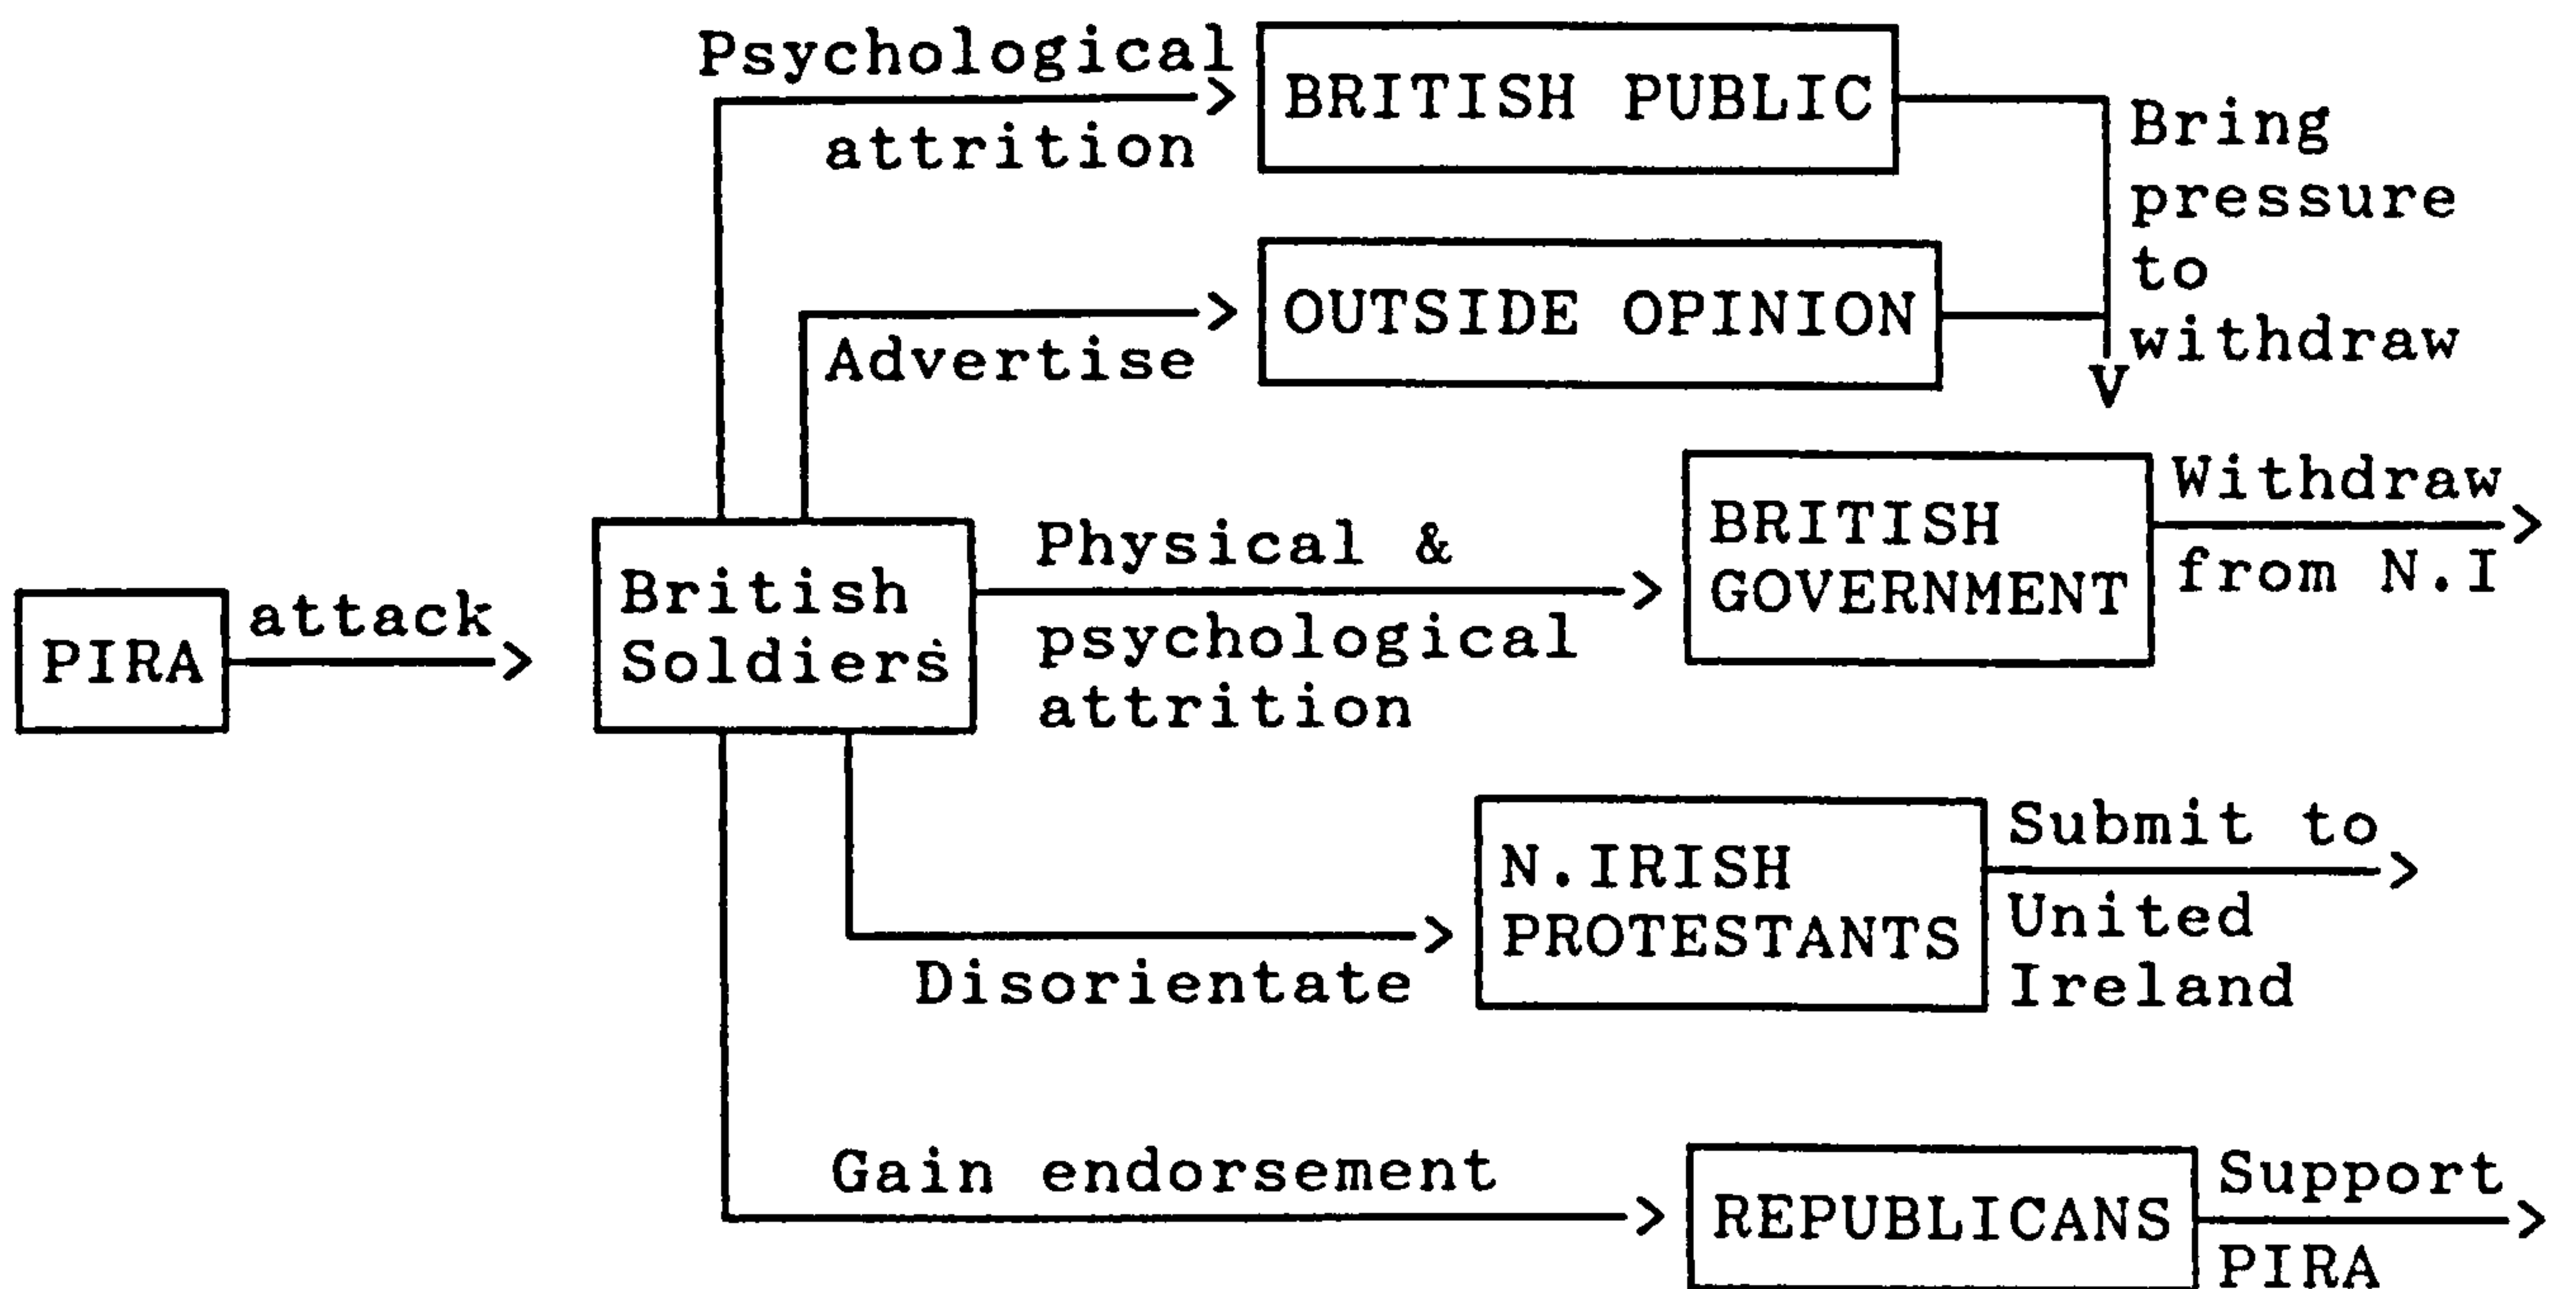 Psychological
attrition
BRITISH PUBLIC
Bring
pressure
to
withdraw
OUTSIDE OPINION
Advertise
PIRA
attack
British
Soldiers
Physical &
psychological
attrition
BRITISH
GOVERNMENT
Withdraw
from N.I
Disorientate
N.IRISH
PROTESTANTS
Submit to
United
Ireland
Gain endorsement
REPUBLICANS
Support
PIRA